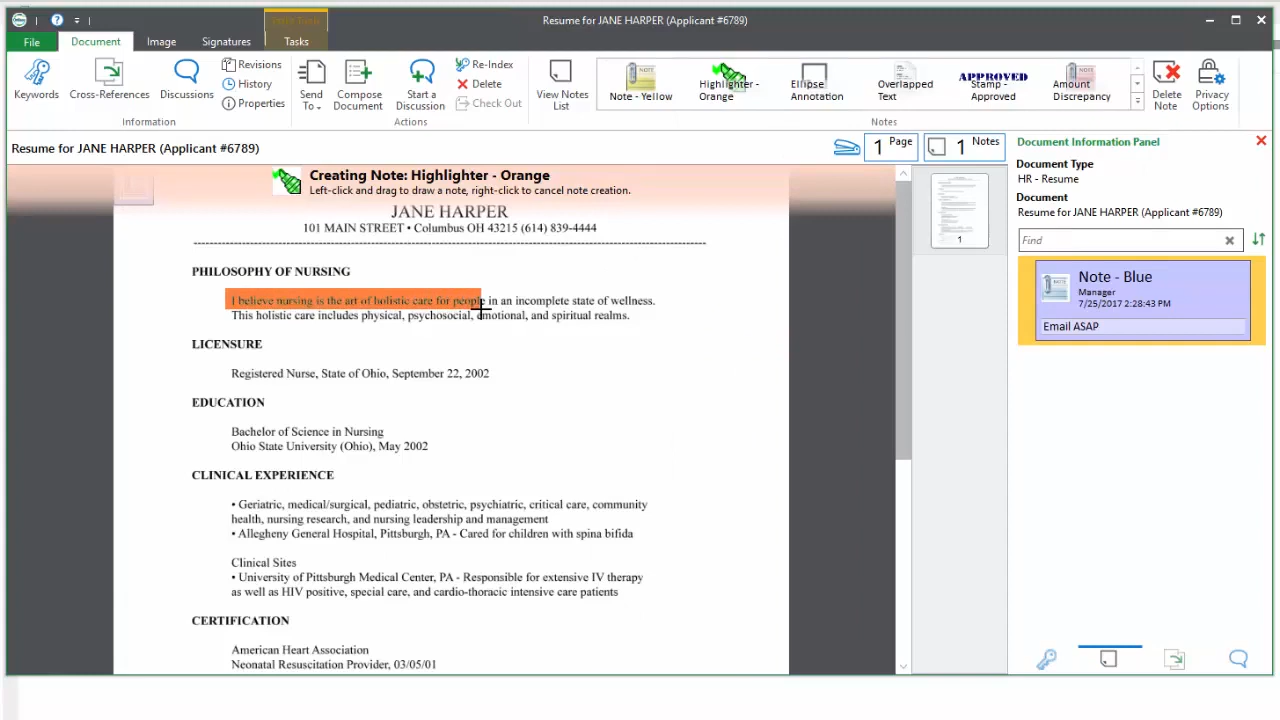 Resume for JANE HARPER (Applicant #6789)
File
Document
Image
Signatures
Tasks
Keywords
Cross-References
Discussions
Revisions
History
Properties
Information
Send To
Compose Document
Start a Discussion
Re-Index
Delete
Check Out
Actions
View Notes List
NOTE
Note - Yellow
Highlighter - Orange
Ellipse Annotation
Overlapped Text
APPROVED
Stamp - Approved
NOTE
Amount Discrepancy
Notes
Delete Note
Privacy Options
Resume for JANE HARPER (Applicant #6789)
1 Page
1 Notes
Creating Note: Highlighter - Orange
Left-click and drag to draw a note, right-click to cancel note creation.
JANE HARPER
101 MAIN STREET • Columbus OH 43215 (614) 839-4444
PHILOSOPHY OF NURSING
I believe nursing is the art of holistic care for people in an incomplete state of wellness.
This holistic care includes physical, psychosocial, emotional, and spiritual realms.
LICENSURE
Registered Nurse, State of Ohio, September 22, 2002
EDUCATION
Bachelor of Science in Nursing
Ohio State University (Ohio), May 2002
CLINICAL EXPERIENCE
• Geriatric, medical/surgical, pediatric, obstetric, psychiatric, critical care, community
health, nursing research, and nursing leadership and management
• Allegheny General Hospital, Pittsburgh, PA - Cared for children with spina bifida
Clinical Sites
• University of Pittsburgh Medical Center, PA - Responsible for extensive IV therapy
as well as HIV positive, special care, and cardio-thoracic intensive care patients
CERTIFICATION
American Heart Association
Neonatal Resuscitation Provider, 03/05/01
1
Document Information Panel
Document Type
HR - Resume
Document
Resume for JANE HARPER (Applicant #6789)
Find
Note - Blue
Manager
7/25/2017 2:28:43 PM
Email ASAP